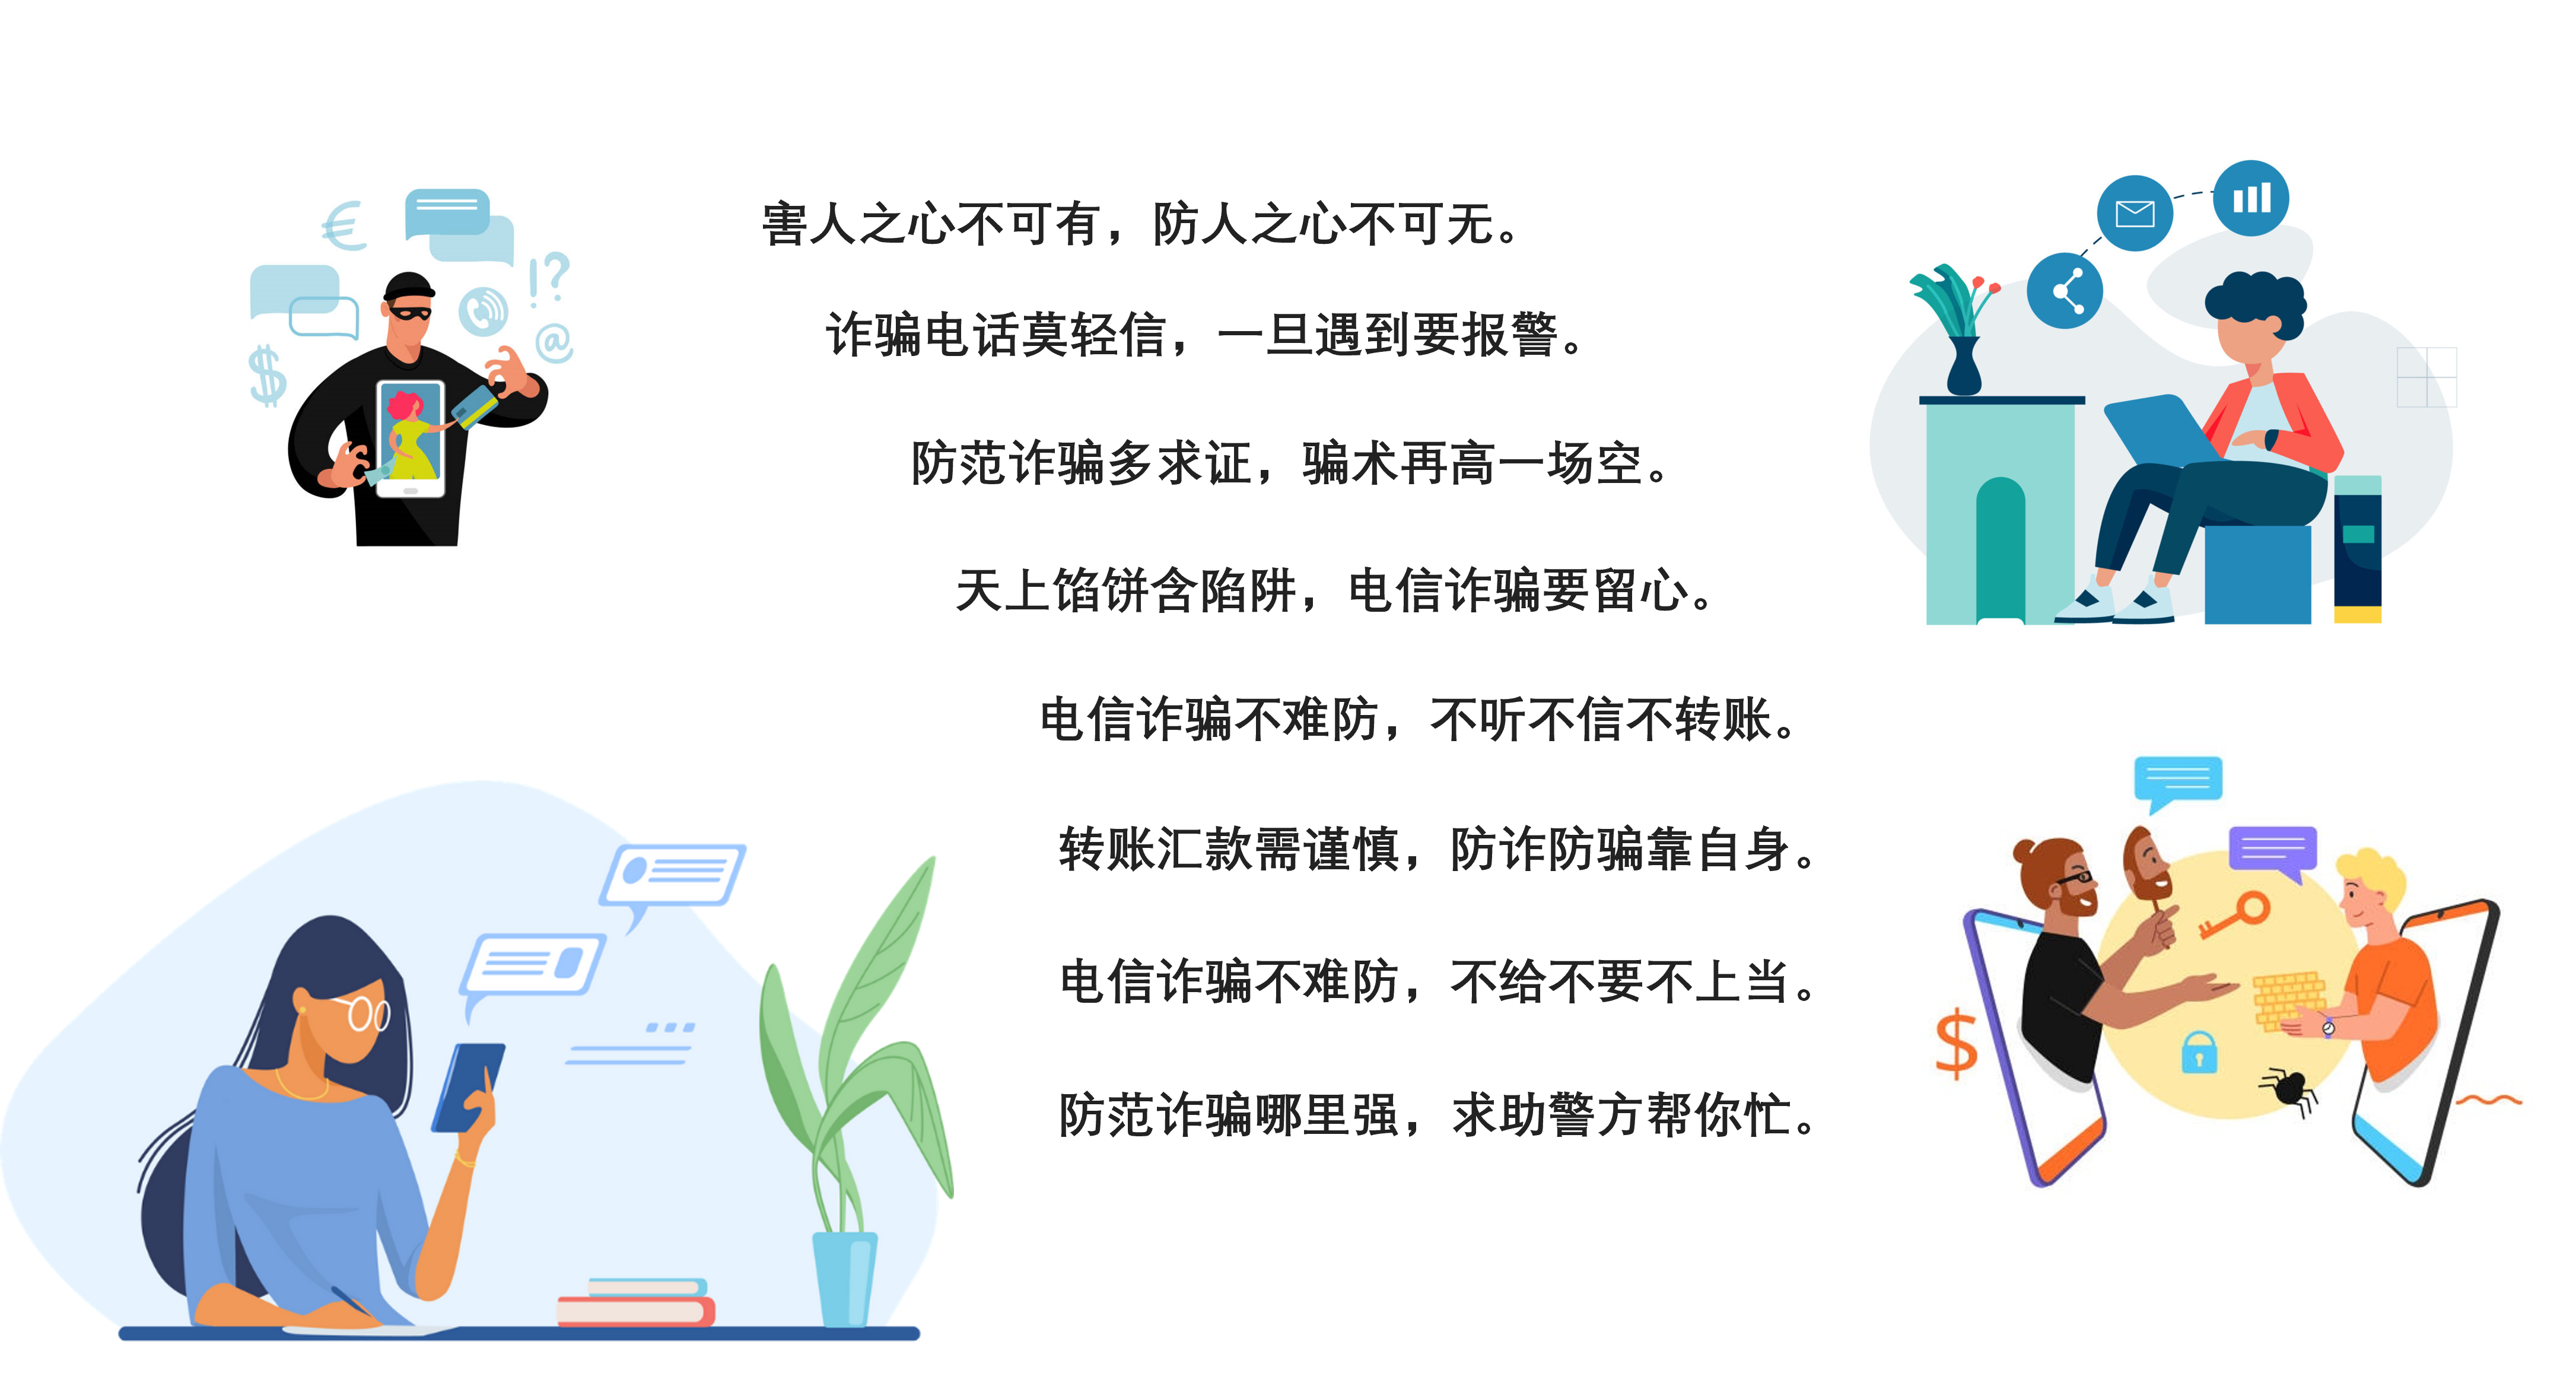 害人之心不可有，防人之心不可无。
诈骗电话莫轻信，一旦遇到要报警。
防范诈骗多求证，骗术再高一场空。
天上馅饼含陷阱，电信诈骗要留心。
电信诈骗不难防，不听不信不转账。
转账汇款需谨慎，防诈防骗靠自身。
电信诈骗不难防，不给不要不上当。
防范诈骗哪里强，求助警方帮你忙。